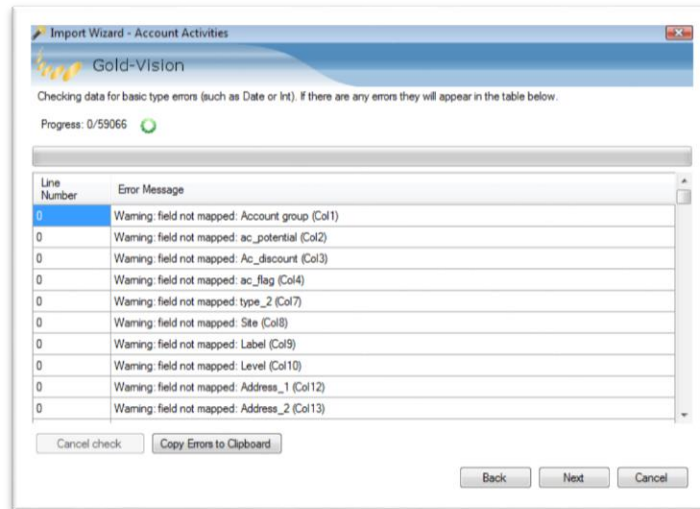 Import Wizard - Account Activities
Gold-Vision
Checking data for basic type errors (such as Date or Int). If there are any errors they will appear in the table below.
Progress: 0/59066
Line Number Error Message
0 Warning: field not mapped: Account group (Col1)
0 Warning: field not mapped: ac_potential (Col2)
0 Warning: field not mapped: Ac_discount (Col3)
0 Warning: field not mapped: ac_flag (Col4)
0 Warning: field not mapped: type_2 (Col7)
0 Warning: field not mapped: Site (Col8)
0 Warning: field not mapped: Label (Col9)
0 Warning: field not mapped: Level (Col10)
0 Warning: field not mapped: Address_1 (Col12)
0 Warning: field not mapped: Address_2 (Col13)
Cancel check Copy Errors to Clipboard
Back Next Cancel